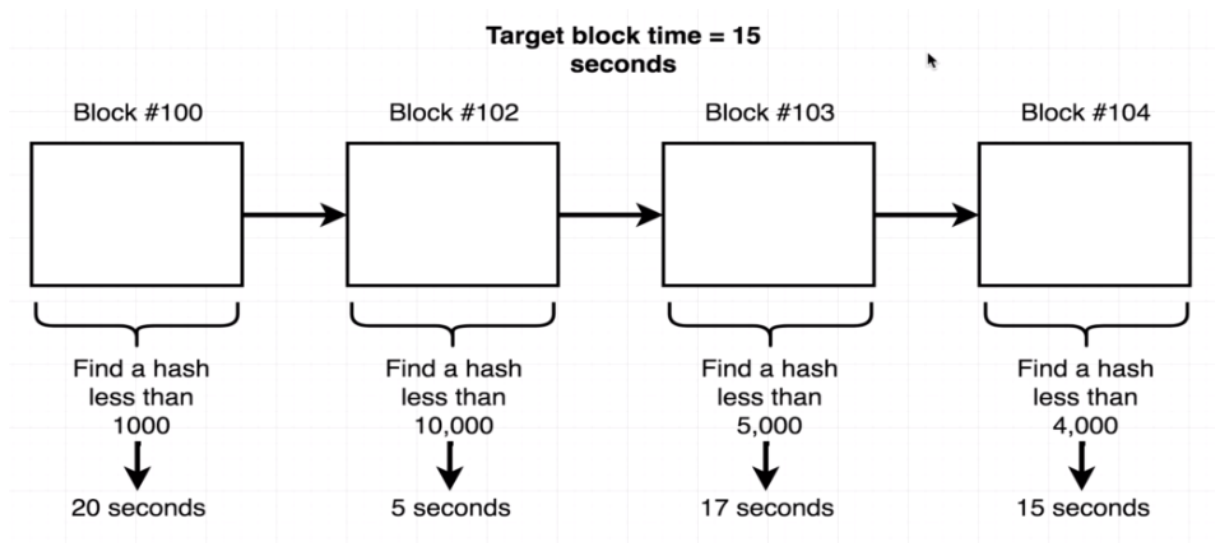 Target block time = 15
seconds
Block #100
Block #102
Block #103
Block #104
Find a hash
less than
1000
20 seconds
Find a hash
less than
10,000
5 seconds
Find a hash
less than
5,000
17 seconds
Find a hash
less than
4,000
15 seconds